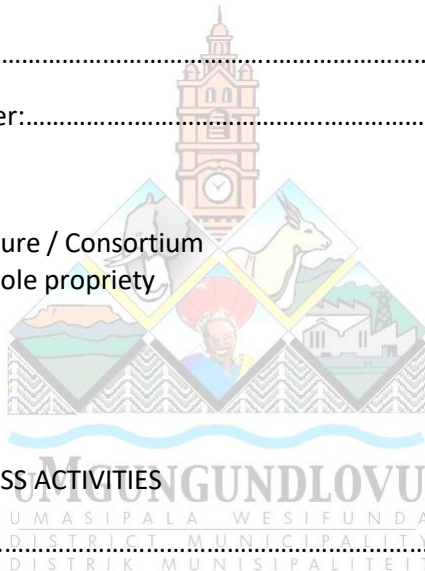 ……………………………………………………………
er:……………………………………………………
ure / Consortium
ole propriety
SS ACTIVITIES
uMGUNGUNDLOVU
UMASIPALA WESIFUNDA
DISTRICT MUNICIPALITY
……………………………………………………………
DISTRIK MUNISIPALITEIT